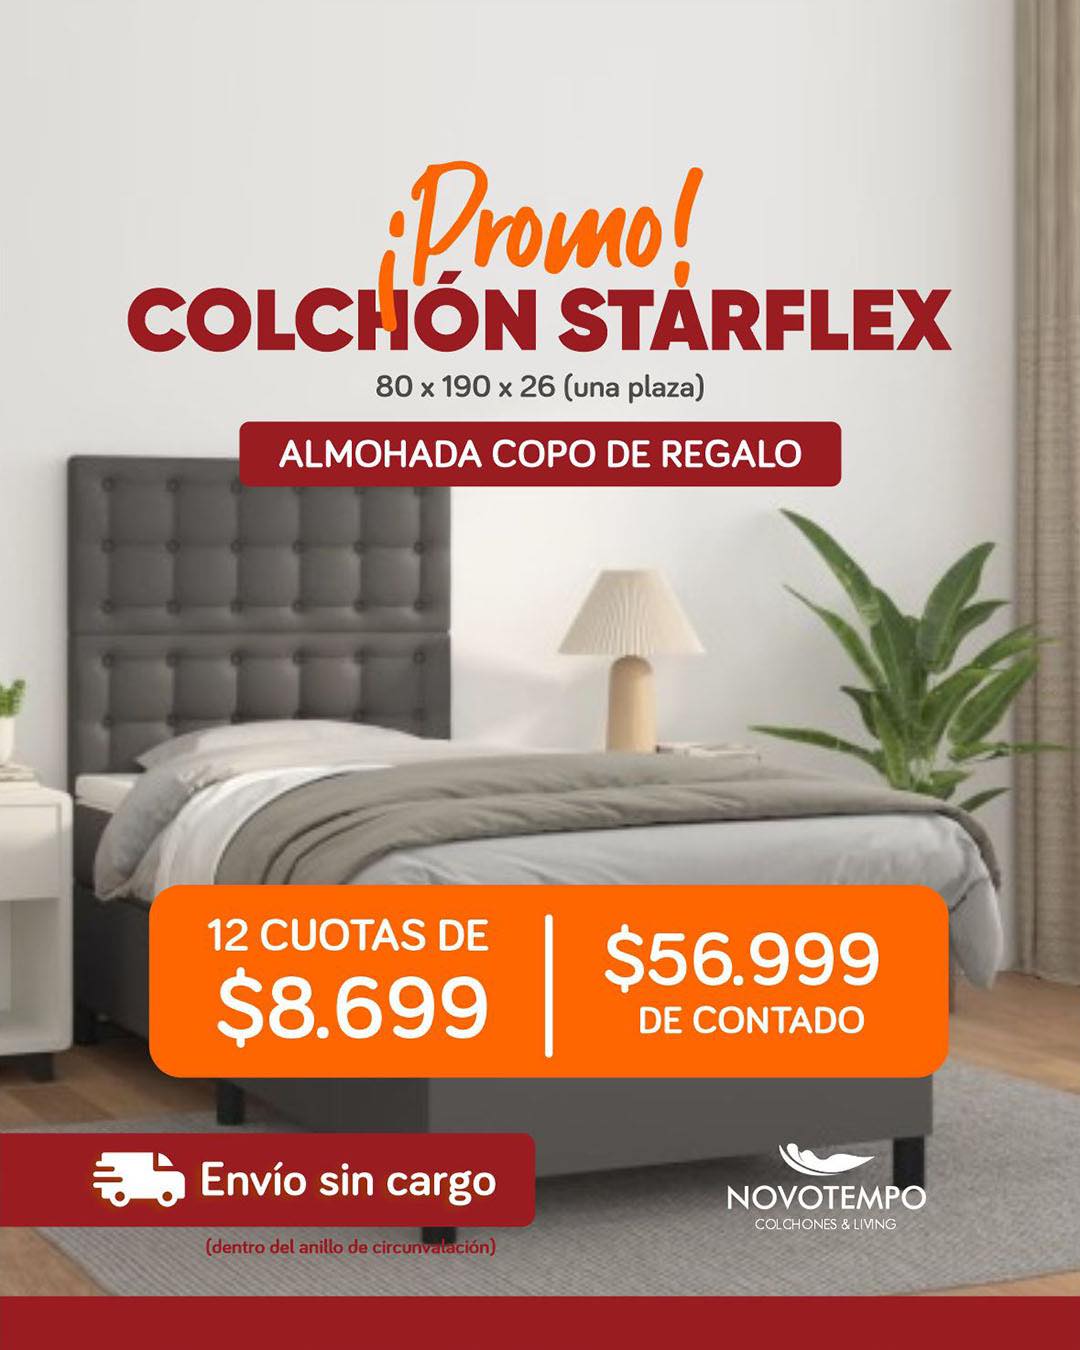 ¡Promo!
COLCHÓN STARFLEX
80 x 190 x 26 (una plaza)
ALMOHADA COPO DE REGALO
12 CUOTAS DE
$8.699
$56.999
DE CONTADO
Envío sin cargo
(dentro del anillo de circunvalación)
NOVOTEMPO
COLCHONES & LIVING